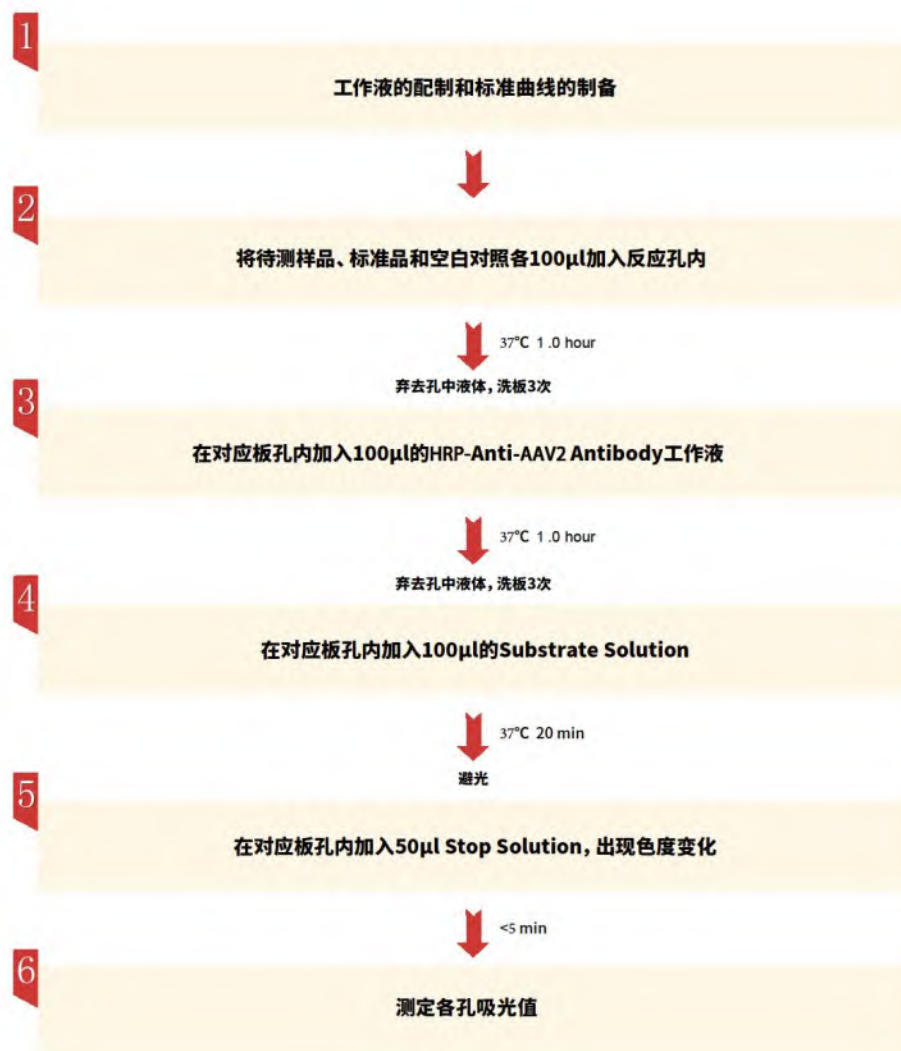 1
工作液的配制和标准曲线的制备
2
将待测样品、标准品和空白对照各100μl加入反应孔内
37℃ 1 .0 hour
弃去孔中液体，洗板3次
3
在对应板孔内加入100μl的HRP-Anti-AAV2 Antibody工作液
37℃ 1 .0 hour
弃去孔中液体，洗板3次
4
在对应板孔内加入100μl的Substrate Solution
37℃ 20 min
避光
5
在对应板孔内加入50μl Stop Solution，出现色度变化
<5 min
6
测定各孔吸光值